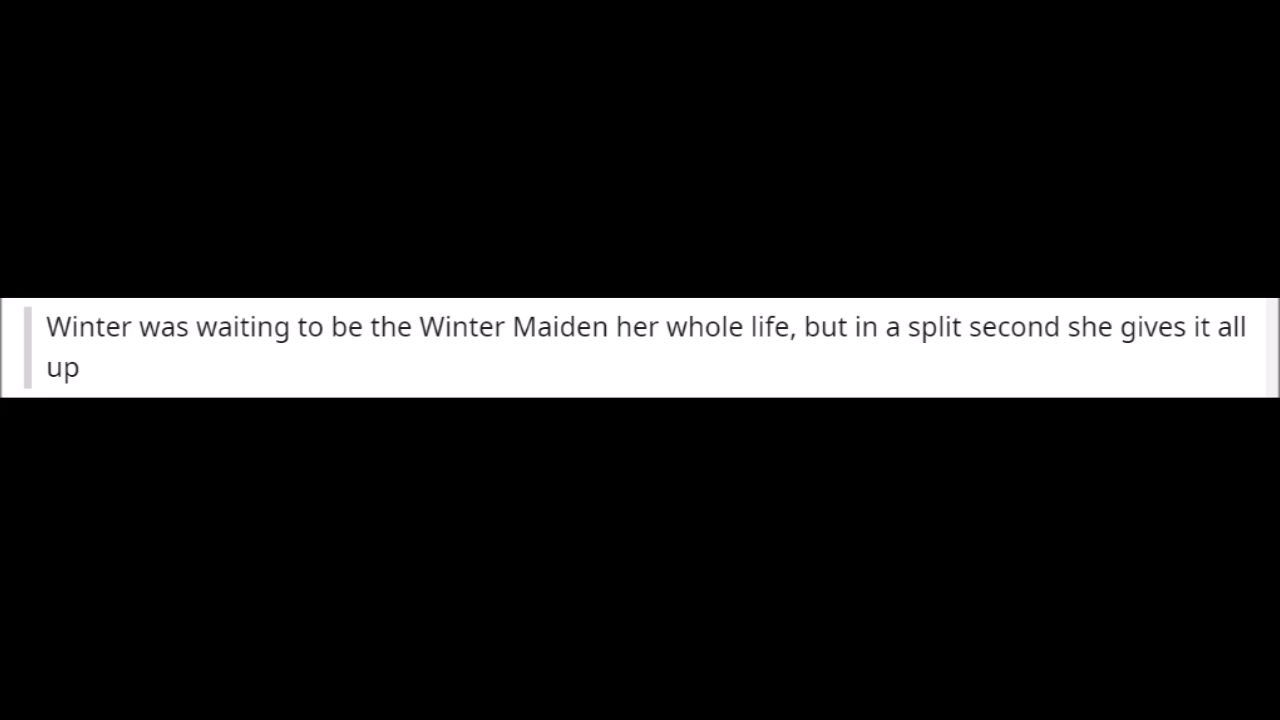 Winter was waiting to be the Winter Maiden her whole life, but in a split second she gives it all
up